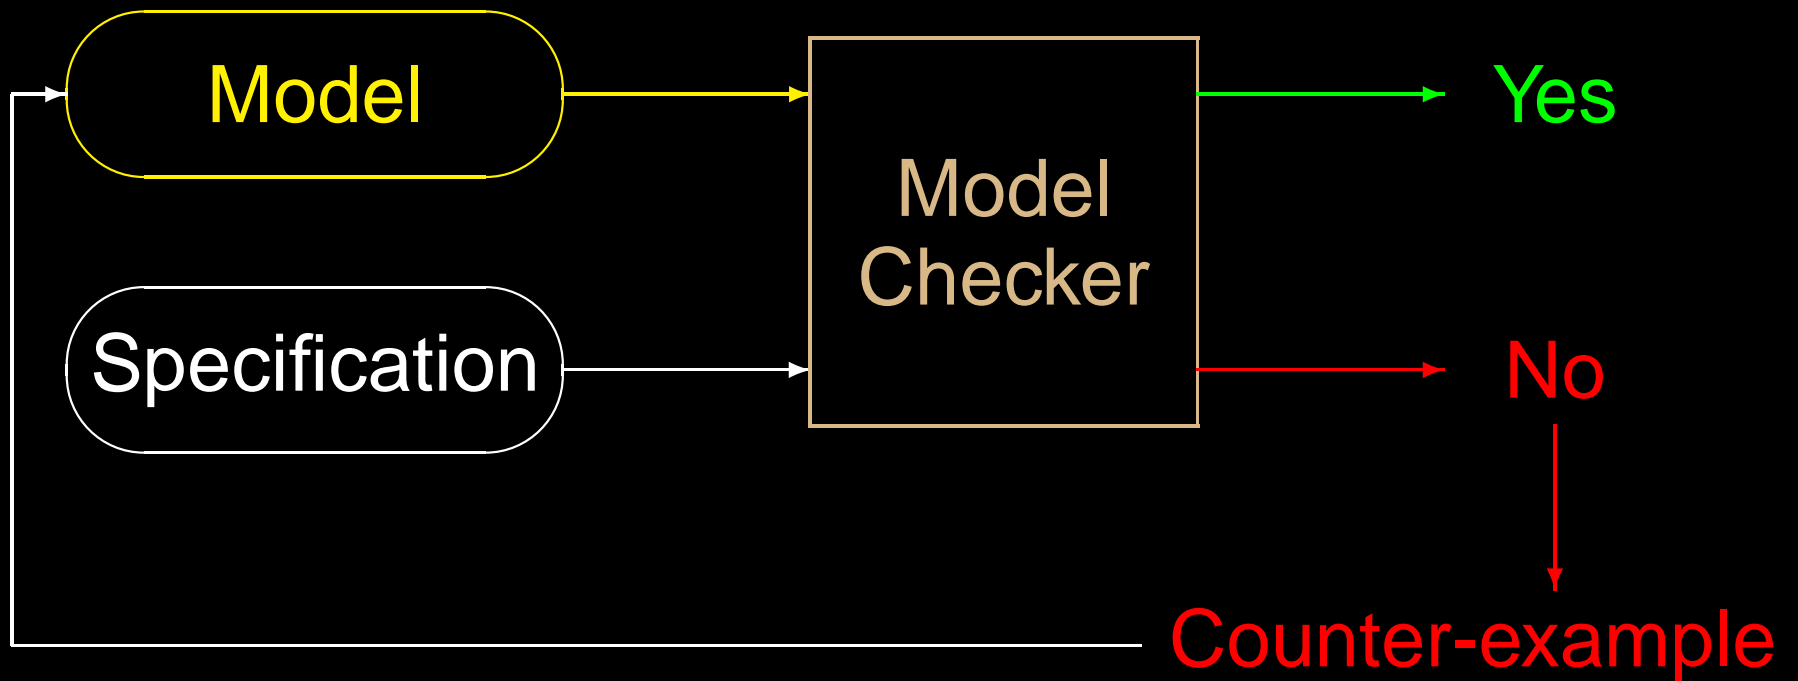 Model
Specification
Model
Checker
Yes
No
Counter-example